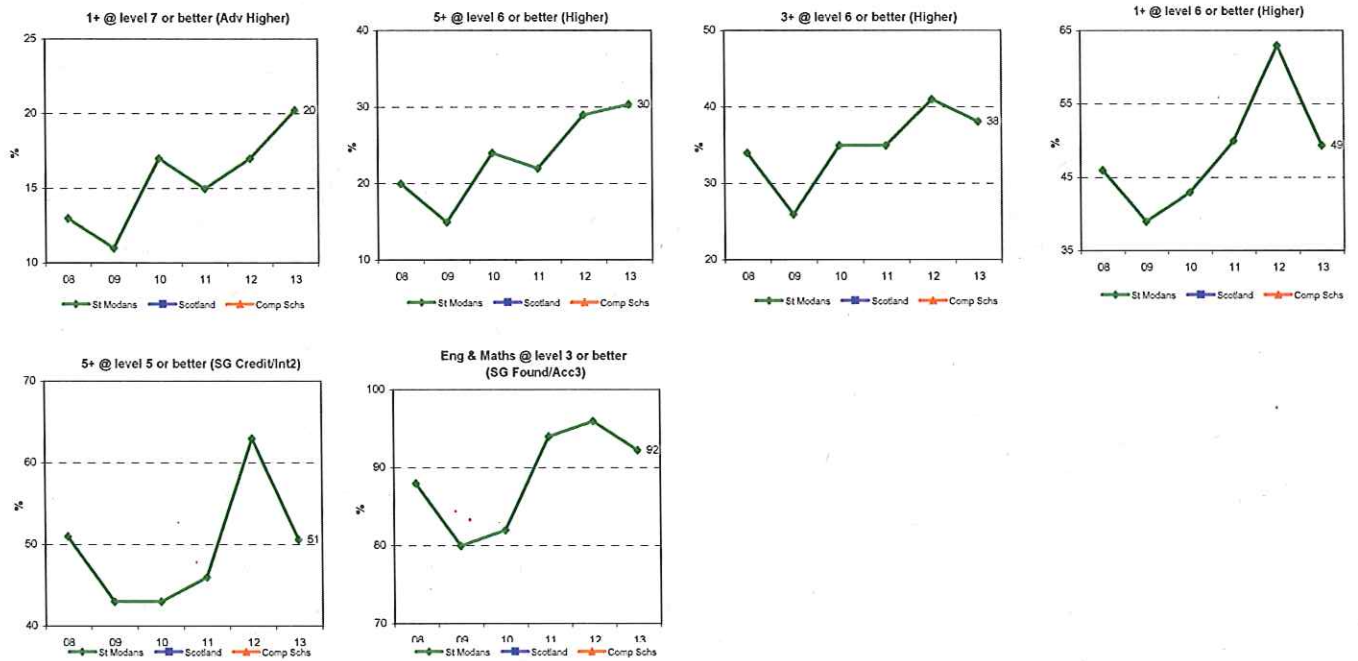 1+ @ level 7 or better (Adv Higher)
25
20
15
10
%
20
08 09 10 11 12 13
St Modans Scotland Comp Schs
5+ @ level 6 or better (Higher)
40
30
20
10
%
30
08 09 10 11 12 13
St Modans Scotland Comp Schs
3+ @ level 6 or better (Higher)
50
40
30
20
%
38
08 09 10 11 12 13
St Modans Scotland Comp Schs
1+ @ level 6 or better (Higher)
65
55
45
35
%
49
08 09 10 11 12 13
St Modans Scotland Comp Schs
5+ @ level 5 or better (SG Credit/Int2)
70
60
50
40
%
51
08 09 10 11 12 13
St Modans Scotland Comp Schs
Eng & Maths @ level 3 or better
(SG Found/Acc3)
100
90
80
70
%
92
08 09 10 11 12 13
St Modans Scotland Comp Schs